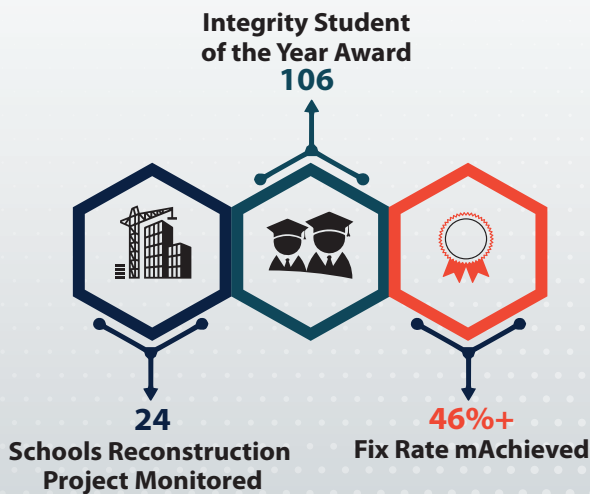 Integrity Student
of the Year Award
106
24
Schools Reconstruction
Project Monitored
46%+
Fix Rate mAchieved